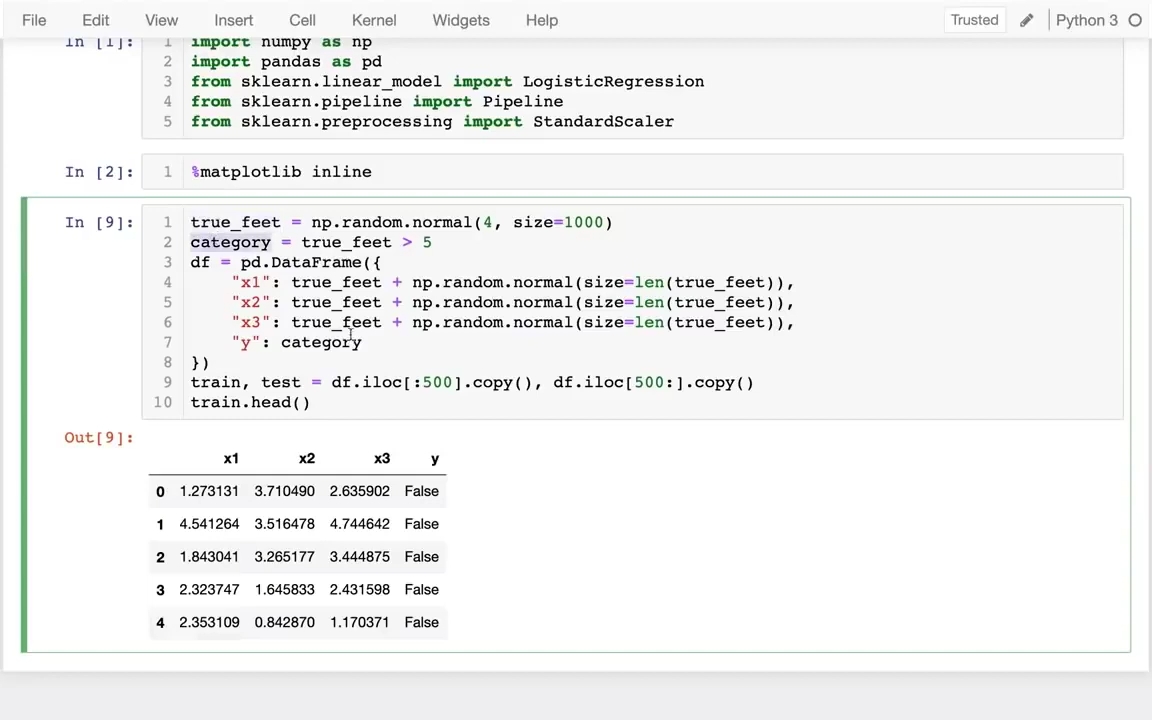 File Edit View Insert Cell Kernel Widgets Help Trusted Python 3
In [1]: 1 import numpy as np
2 import pandas as pd
3 from sklearn.linear_model import LogisticRegression
4 from sklearn.pipeline import Pipeline
5 from sklearn.preprocessing import StandardScaler
In [2]: 1 %matplotlib inline
In [9]: 1 true_feet = np.random.normal(4, size=1000)
2 category = true_feet > 5
3 df = pd.DataFrame({
4 "x1": true_feet + np.random.normal(size=len(true_feet)),
5 "x2": true_feet + np.random.normal(size=len(true_feet)),
6 "x3": true_feet + np.random.normal(size=len(true_feet)),
7 "y": category
8 })
9 train, test = df.iloc[:500].copy(), df.iloc[500:].copy()
10 train.head()
Out[9]:
x1 x2 x3 y
0 1.273131 3.710490 2.635902 False
1 4.541264 3.516478 4.744642 False
2 1.843041 3.265177 3.444875 False
3 2.323747 1.645833 2.431598 False
4 2.353109 0.842870 1.170371 False